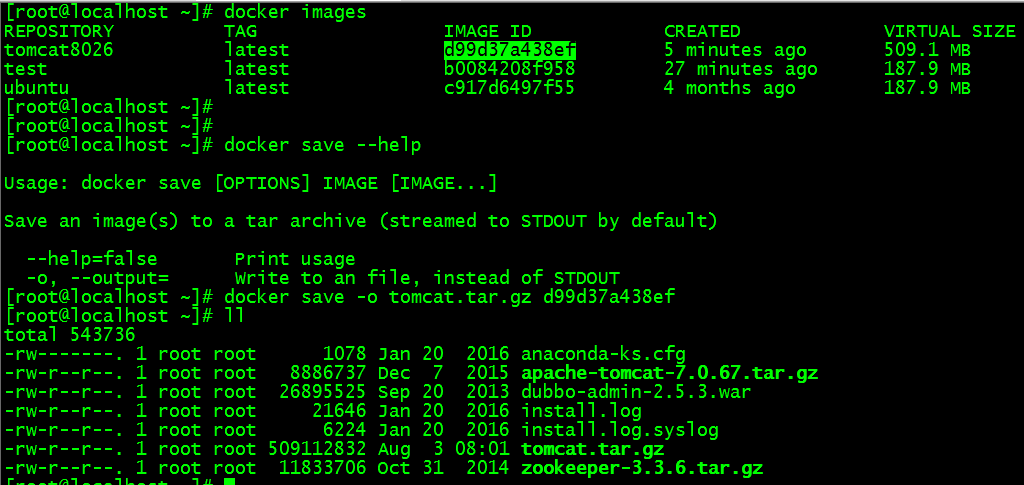 [root@localhost ~]# docker images
REPOSITORY TAG IMAGE ID CREATED VIRTUAL SIZE
tomcat8026 latest d99d37a438ef 5 minutes ago 509.1 MB
test latest b0084208f958 27 minutes ago 187.9 MB
ubuntu latest c917d6497f55 4 months ago 187.9 MB
[root@localhost ~]#
[root@localhost ~]#
[root@localhost ~]# docker save --help
Usage: docker save [OPTIONS] IMAGE [IMAGE...]
Save an image(s) to a tar archive (streamed to STDOUT by default)
--help=false Print usage
-o, --output= Write to an file, instead of STDOUT
[root@localhost ~]# docker save -o tomcat.tar.gz d99d37a438ef
[root@localhost ~]# ll
total 543736
-rw-------. 1 root root 1078 Jan 20 2016 anaconda-ks.cfg
-rw-r--r--. 1 root root 8886737 Dec 7 2015 apache-tomcat-7.0.67.tar.gz
-rw-r--r--. 1 root root 26895525 Sep 20 2013 dubbo-admin-2.5.3.war
-rw-r--r--. 1 root root 21646 Jan 20 2016 install.log
-rw-r--r--. 1 root root 6224 Jan 20 2016 install.log.syslog
-rw-r--r--. 1 root root 509112832 Aug 3 08:01 tomcat.tar.gz
-rw-r--r--. 1 root root 11833706 Oct 31 2014 zookeeper-3.3.6.tar.gz
[root@localhost ~]#